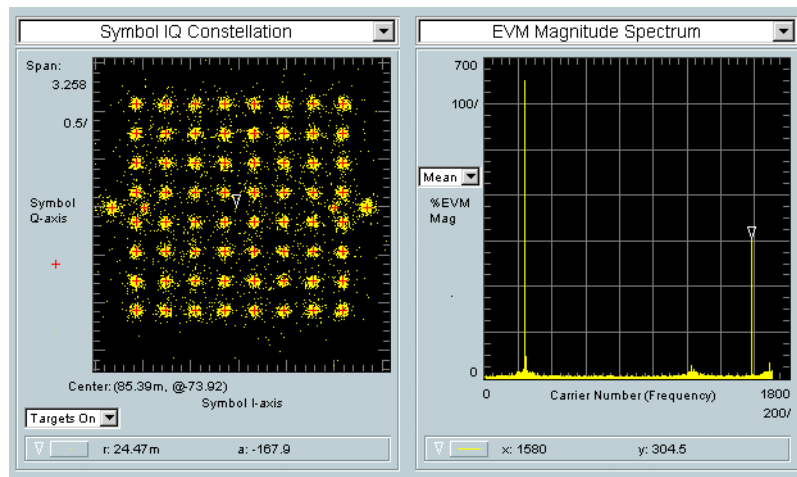 Symbol IQ Constellation
Span:
3.258
0.5/
Symbol
Q-axis
Center: (85.39m, @-73.92)
Symbol I-axis
Targets On
r: 24.47m a: -167.9
EVM Magnitude Spectrum
700
100/
Mean
%EVM
Mag
0
0 Carrier Number (Frequency) 1800
200/
x: 1580 y: 304.5